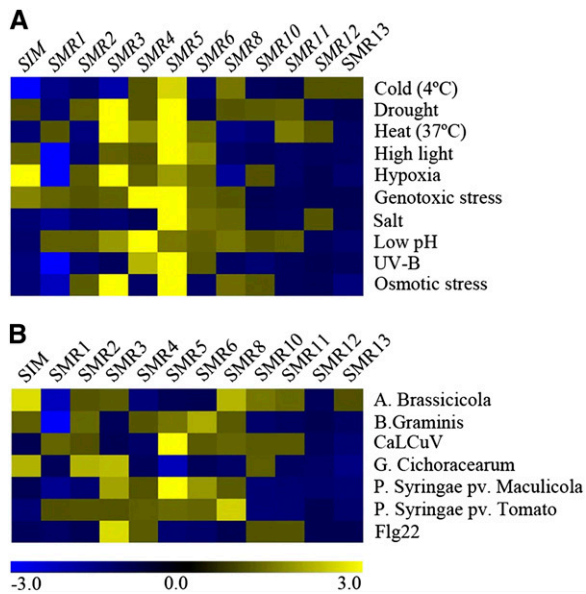 A
SIM SMR1 SMR2 SMR3 SMR4 SMR5 SMR6 SMR8 SMR10 SMR11 SMR12 SMR13
Cold (4ºC)
Drought
Heat (37ºC)
High light
Hypoxia
Genotoxic stress
Salt
Low pH
UV-B
Osmotic stress
B
SIM SMR1 SMR2 SMR3 SMR4 SMR5 SMR6 SMR8 SMR10 SMR11 SMR12 SMR13
A. Brassicicola
B.Graminis
CaLCuV
G. Cichoracearum
P. Syringae pv. Maculicola
P. Syringae pv. Tomato
Flg22
-3.0 0.0 3.0